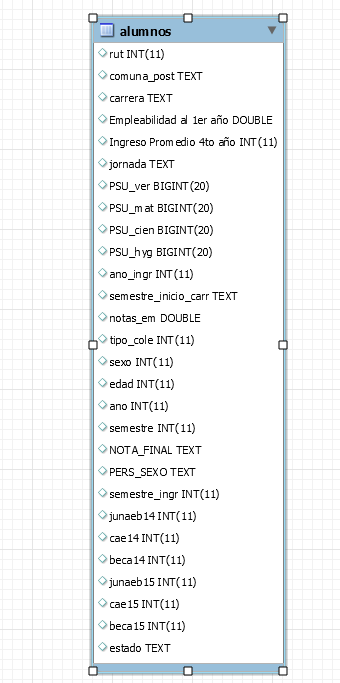 alumnos
rut INT(11)
comuna_post TEXT
carrera TEXT
Empleabilidad al 1er año DOUBLE
Ingreso Promedio 4to año INT(11)
jornada TEXT
PSU_ver BIGINT(20)
PSU_mat BIGINT(20)
PSU_cien BIGINT(20)
PSU_hyg BIGINT(20)
ano_ingr INT(11)
semestre_inicio_carr TEXT
notas_em DOUBLE
tipo_cole INT(11)
sexo INT(11)
edad INT(11)
ano INT(11)
semestre INT(11)
NOTA_FINAL TEXT
PERS_SEXO TEXT
semestre_ingr INT(11)
junaeb14 INT(11)
cae14 INT(11)
beca14 INT(11)
junaeb15 INT(11)
cae15 INT(11)
beca15 INT(11)
estado TEXT